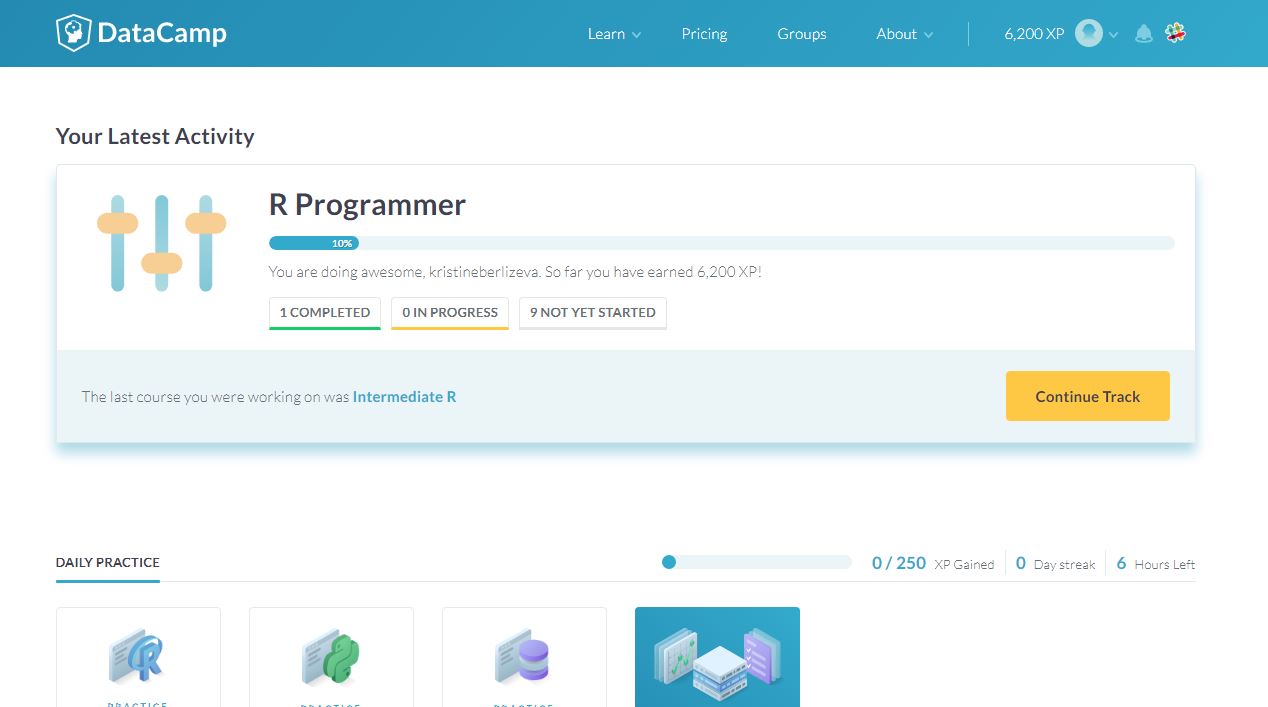 DataCamp
Learn Pricing Groups About 6,200 XP
Your Latest Activity
R Programmer
10%
You are doing awesome, kristineberlizeva. So far you have earned 6,200 XP!
1 COMPLETED 0 IN PROGRESS 9 NOT YET STARTED
The last course you were working on was Intermediate R
Continue Track
DAILY PRACTICE 0 / 250 XP Gained 0 Day streak 6 Hours Left
PRACTICE PRACTICE PRACTICE